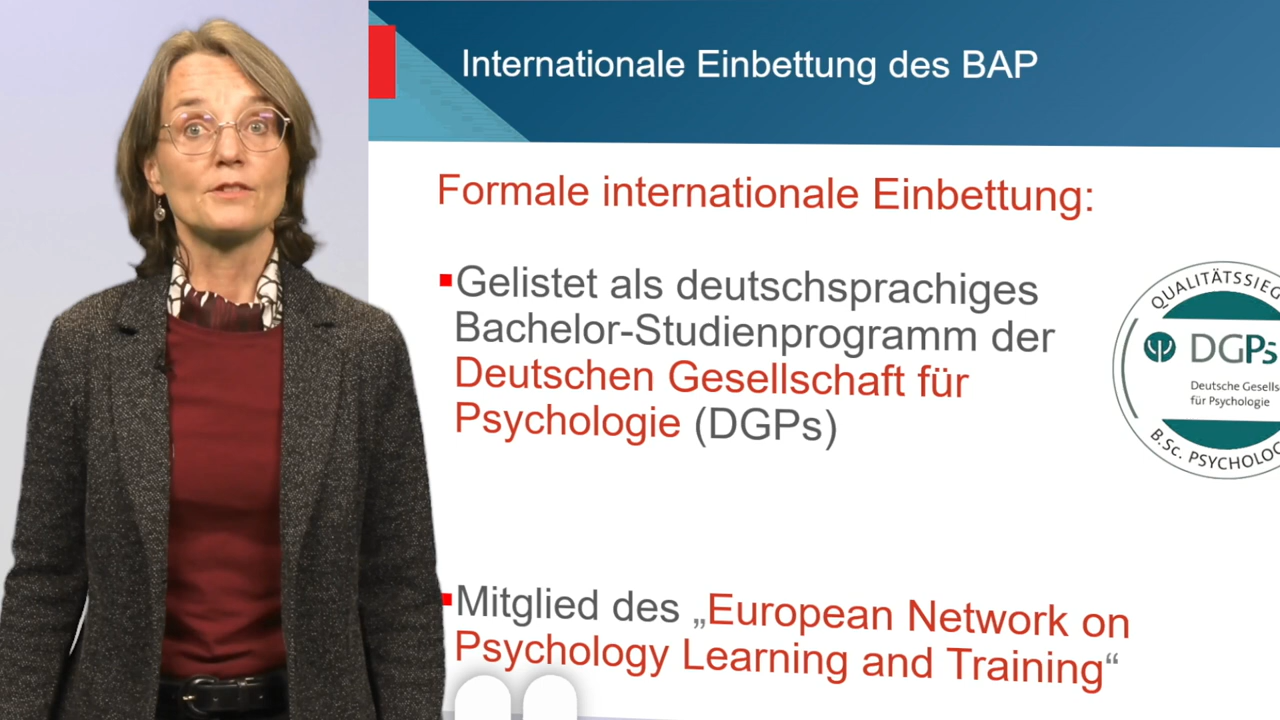 Internationale Einbettung des BAP
Formale internationale Einbettung:
Gelistet als deutschsprachiges
Bachelor-Studienprogramm der
Deutschen Gesellschaft für
Psychologie (DGPs)
QUALITÄTSSIEG
DGPs
Deutsche Gesells
für Psychologie
B.Sc. PSYCHOLOG
Mitglied des „European Network on
Psychology Learning and Training“